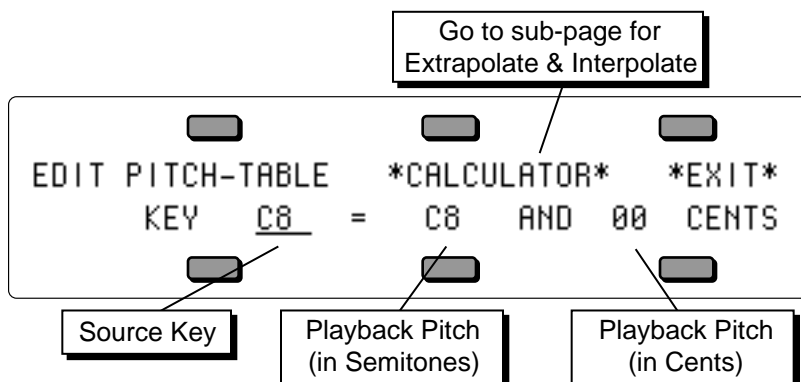 Go to sub-page for
Extrapolate & Interpolate
EDIT PITCH-TABLE *CALCULATOR* *EXIT*
KEY C8 = C8 AND 00 CENTS
Source Key
Playback Pitch
(in Semitones)
Playback Pitch
(in Cents)